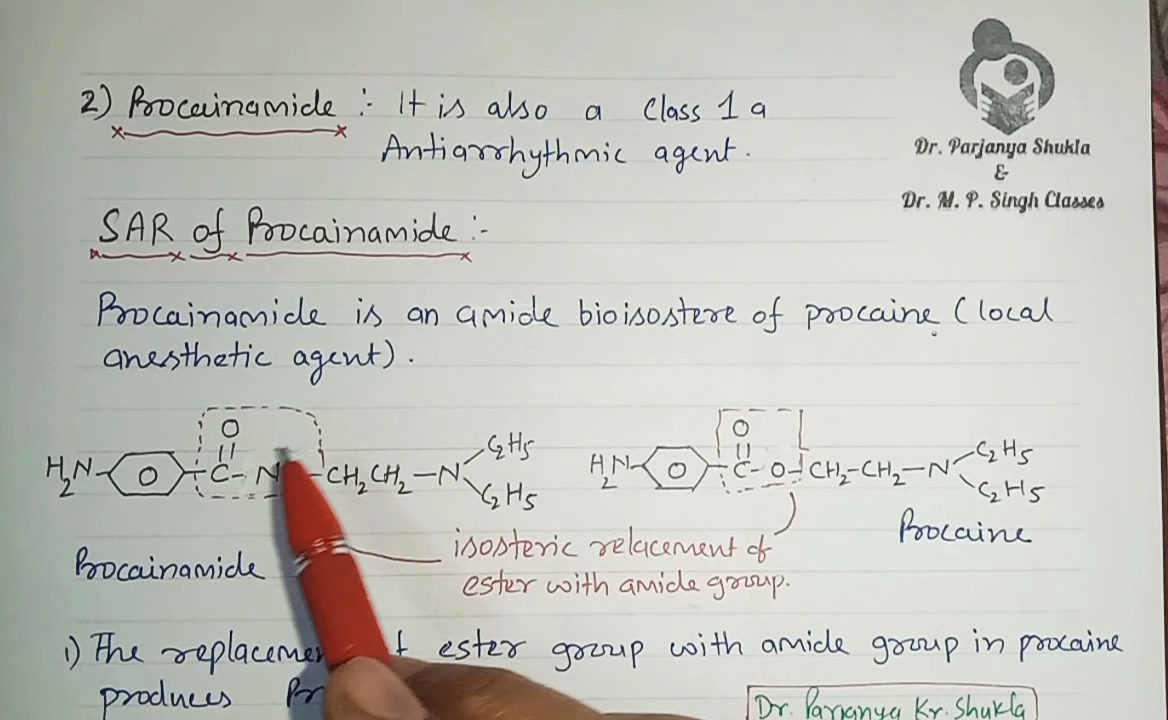 2) Procainamide :- It is also a Class 1 a
Antiarrhythmic agent.
Dr. Parjanya Shukla
&
Dr. M. P. Singh Classes
SAR of Procainamide :-
Procainamide is an amide bioisostere of procaine (local
anesthetic agent).
O O
H2N C N CH2CH2-N C2H5 C2H5 H2N C-O-CH2-CH2-N C2H5 C2H5
Procainamide Procaine
isosteric relacement of
ester with amide group.
1) The ester group with amide group in procaine
produces
Dr. Parjanya Kr. Shukla